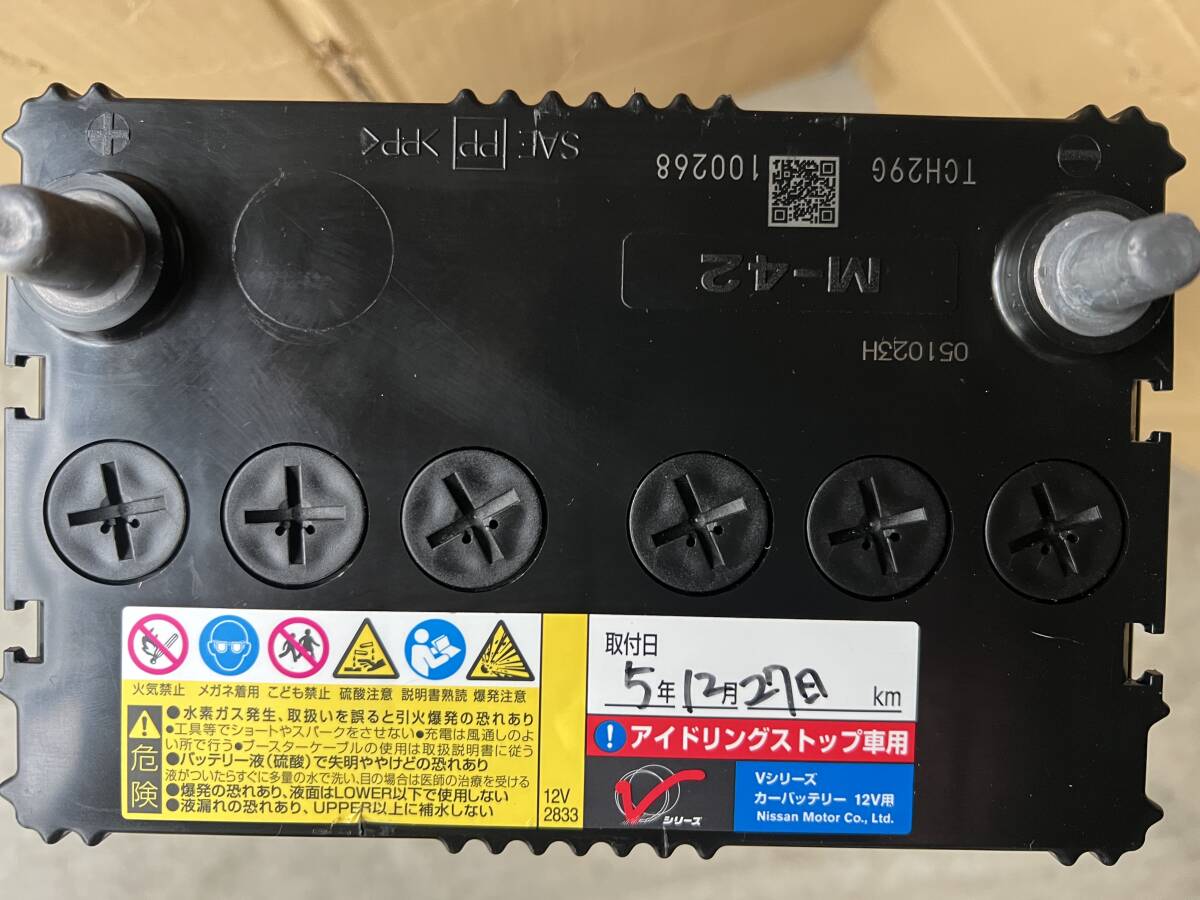 SAE PP >PP<
TCH29G 100268
M-42
051023H
火気禁止 メガネ着用 こども禁止 硫酸注意 説明書熟読 爆発注意
危険
●水素ガス発生、取扱いを誤ると引火爆発の恐れあり
●工具等でショートやスパークをさせない●充電は風通しのよ
い所で行う●ブースターケーブルの使用は取扱説明書に従う
●バッテリー液(硫酸)で失明ややけどの恐れあり
液がついたらすぐに多量の水で洗い、目の場合は医師の治療を受ける
●爆発の恐れあり、液面はLOWER以下で使用しない
●液漏れの恐れあり、UPPER以上に補水しない
12V
2833
取付日
5年12月27日 km
アイドリングストップ車用
シリーズ
Vシリーズ
カーバッテリー 12V用
Nissan Motor Co., Ltd.